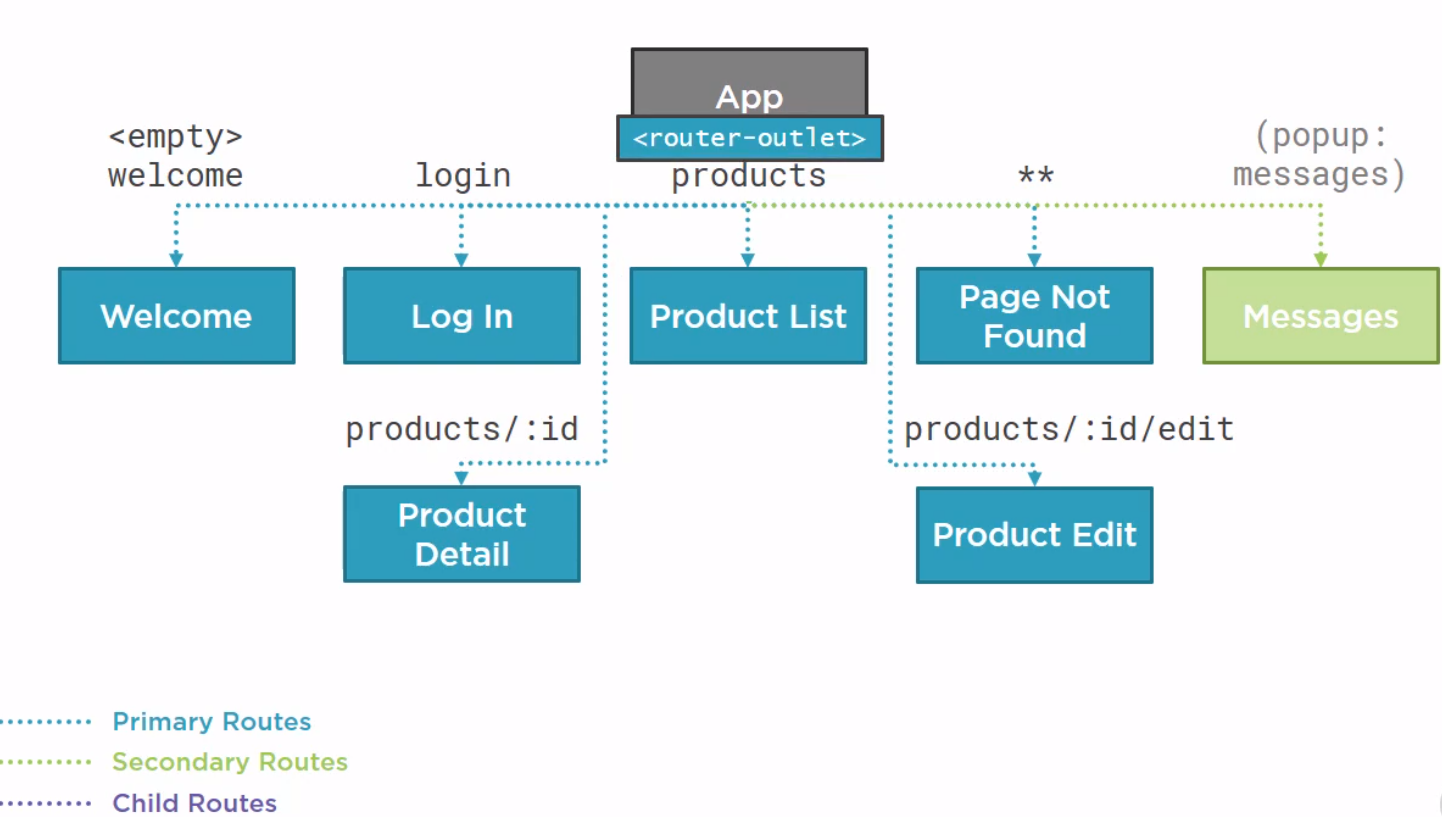 App
<router-outlet>
<empty>
welcome
login
products
**
(popup:
messages)
Welcome
Log In
Product List
Page Not
Found
Messages
products/:id
products/:id/edit
Product
Detail
Product Edit
Primary Routes
Secondary Routes
Child Routes